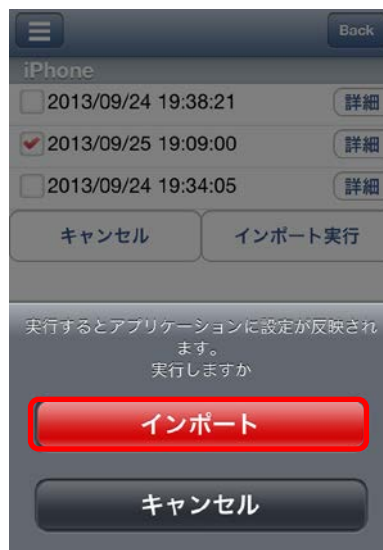 Back
iPhone
2013/09/24 19:38:21 詳細
2013/09/25 19:09:00 詳細
2013/09/24 19:34:05 詳細
キャンセル インポート実行
実行するとアプリケーションに設定が反映され
ます。
実行しますか
インポート
キャンセル